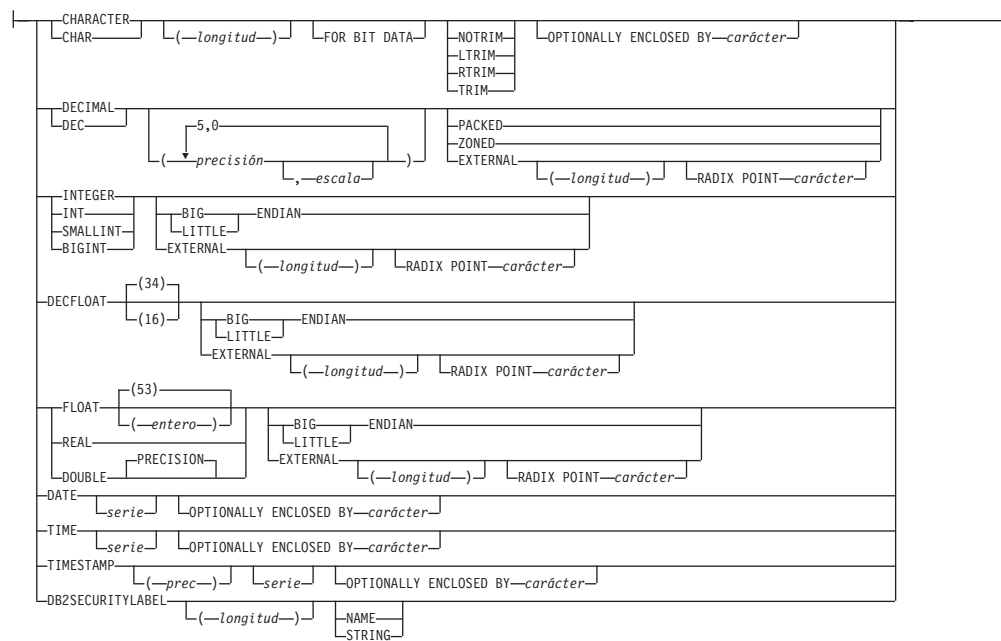 CHARACTER
CHAR (longitud) FOR BIT DATA NOTRIM OPTIONALLY ENCLOSED BY carácter
LTRIM
RTRIM
TRIM
DECIMAL
DEC 5,0 PACKED
ZONED
( precisión ) EXTERNAL
, escala (longitud) RADIX POINT carácter
INTEGER
INT BIG ENDIAN
SMALLINT LITTLE
BIGINT EXTERNAL
(longitud) RADIX POINT carácter
(34)
DECFLOAT (16) BIG ENDIAN
LITTLE
EXTERNAL
(longitud) RADIX POINT carácter
(53)
FLOAT
(entero) BIG ENDIAN
REAL LITTLE
PRECISION EXTERNAL
DOUBLE (longitud) RADIX POINT carácter
DATE
serie OPTIONALLY ENCLOSED BY carácter
TIME
serie OPTIONALLY ENCLOSED BY carácter
TIMESTAMP
(prec) serie OPTIONALLY ENCLOSED BY carácter
DB2SECURITYLABEL
(longitud) NAME
STRING